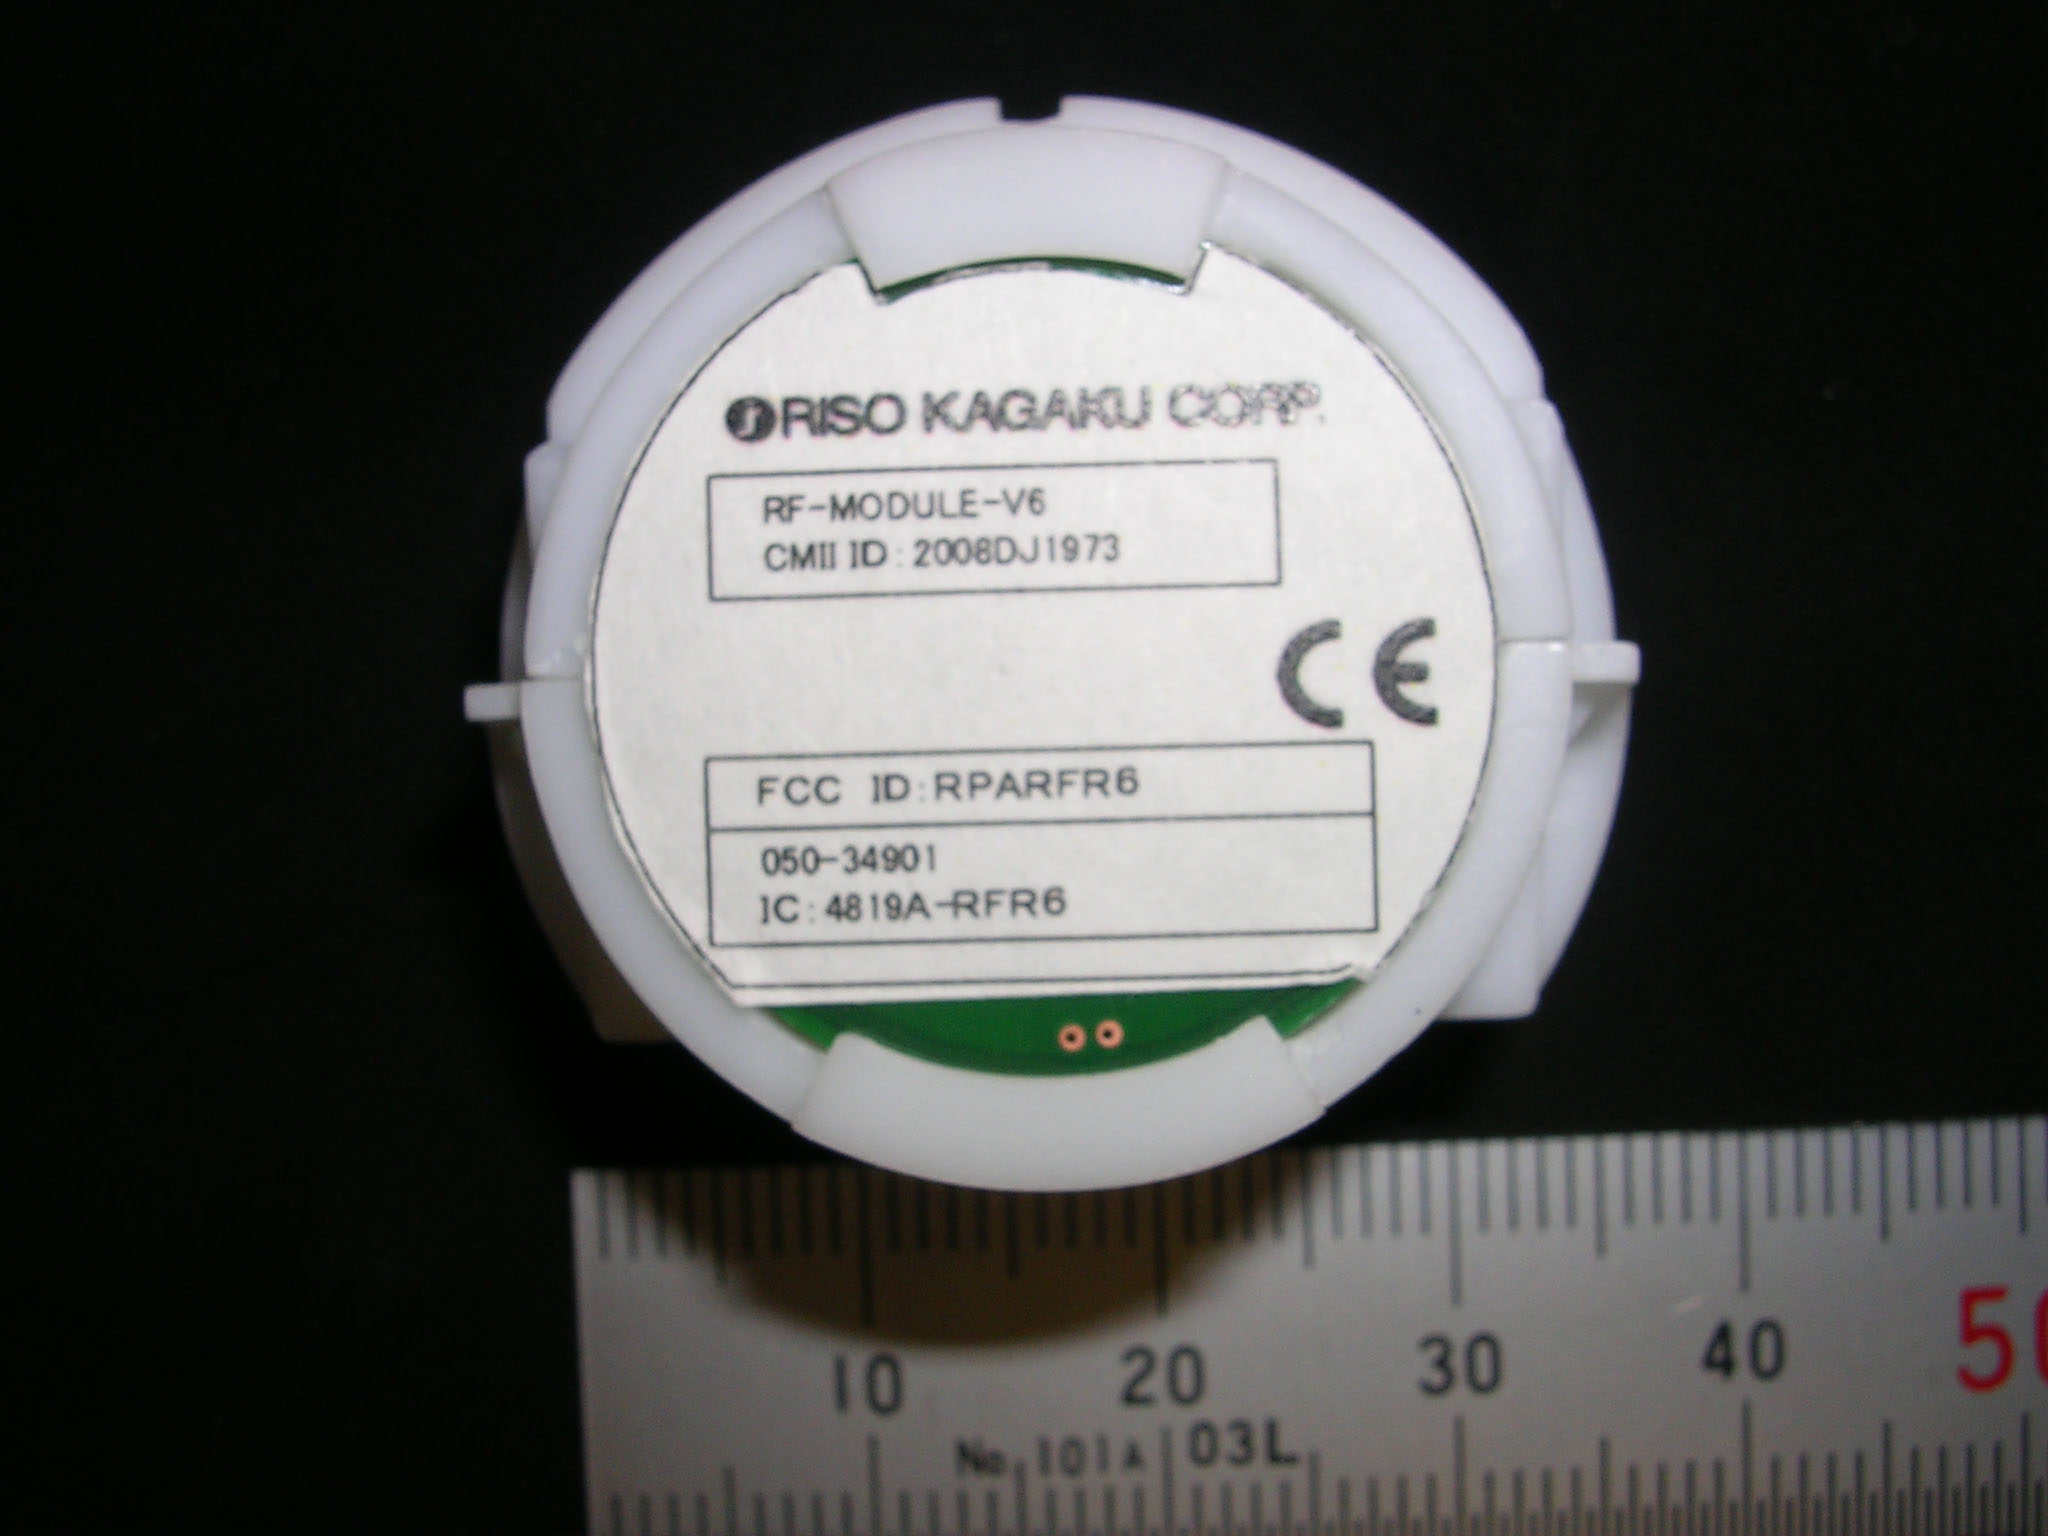 RISO KAGAKU CORP.
RF-MODULE-V6
CMII ID : 2008DJ1973
CE
FCC ID : RPARFR6
050-34901
IC : 4819A-RFR6
10 20 30 40 50
No. 101A 03L